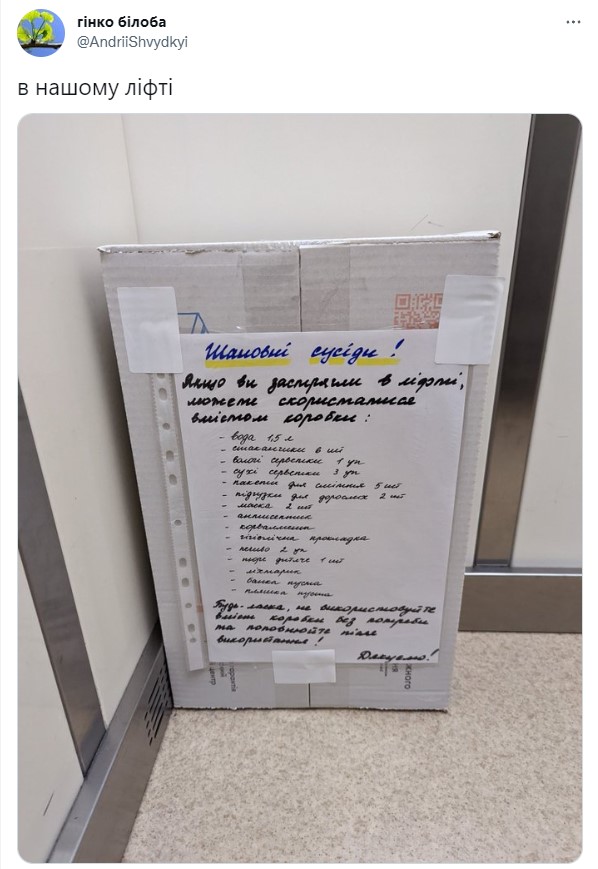 гінко білоба
@AndriiShvydkyi
в нашому ліфті
Шановні сусіди!
Якщо ви застрягли в ліфті,
можете скористатися
вмістом коробки:
- вода 1,5 л
- стаканчики 6 шт
- вологі серветки 1 уп
- сухі серветки 3 уп
- пакети для сміття 5 шт
- підгузки для дорослих 2 шт
- маска 2 шт
- антисептик
- корвалмент
- гігієнічна прокладка
- печиво 2 уп
- пюре дитяче 1 шт
- ліхтарик
- банка пуста
- пляшка пуста
Будь-ласка, не використовуйте
вміст коробки без потреби
та поповнюйте після
використання!
Дякуємо!